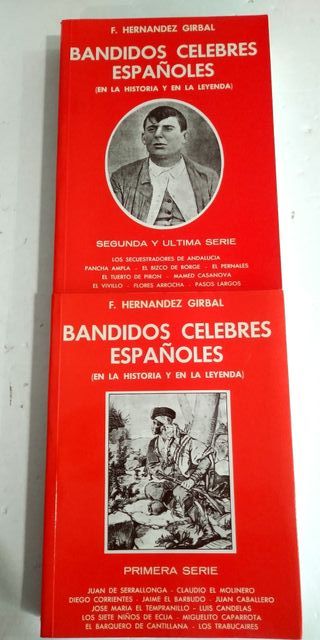 F. HERNANDEZ GIRBAL
BANDIDOS CELEBRES
ESPAÑOLES
(EN LA HISTORIA Y EN LA LEYENDA)
SEGUNDA Y ULTIMA SERIE
LOS SECUESTRADORES DE ANDALUCIA
PANCHA AMPLA - EL BIZCO DE BORGE - EL PERNALES
EL TUERTO DE PIRON - MAMED CASANOVA
EL VIVILLO - FLORES ARROCHA - PASOS LARGOS
F. HERNANDEZ GIRBAL
BANDIDOS CELEBRES
ESPAÑOLES
(EN LA HISTORIA Y EN LA LEYENDA)
PRIMERA SERIE
JUAN DE SERRALLONGA - CLAUDIO EL MOLINERO
DIEGO CORRIENTES - JAIME EL BARBUDO - JUAN CABALLERO
JOSE MARIA EL TEMPRANILLO - LUIS CANDELAS
LOS SIETE NIÑOS DE ECIJA - MIGUELITO CAPARROTA
EL BARQUERO DE CANTILLANA - LOS TRABUCAIRES